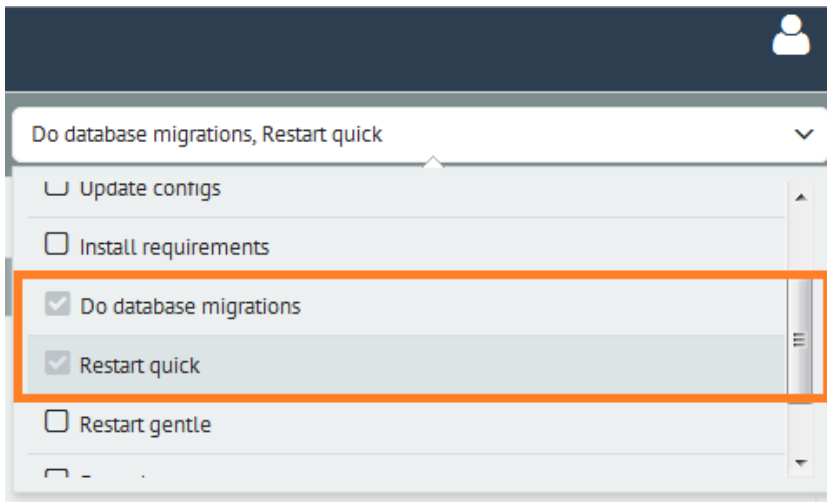 Do database migrations, Restart quick
Update configs
Install requirements
Do database migrations
Restart quick
Restart gentle